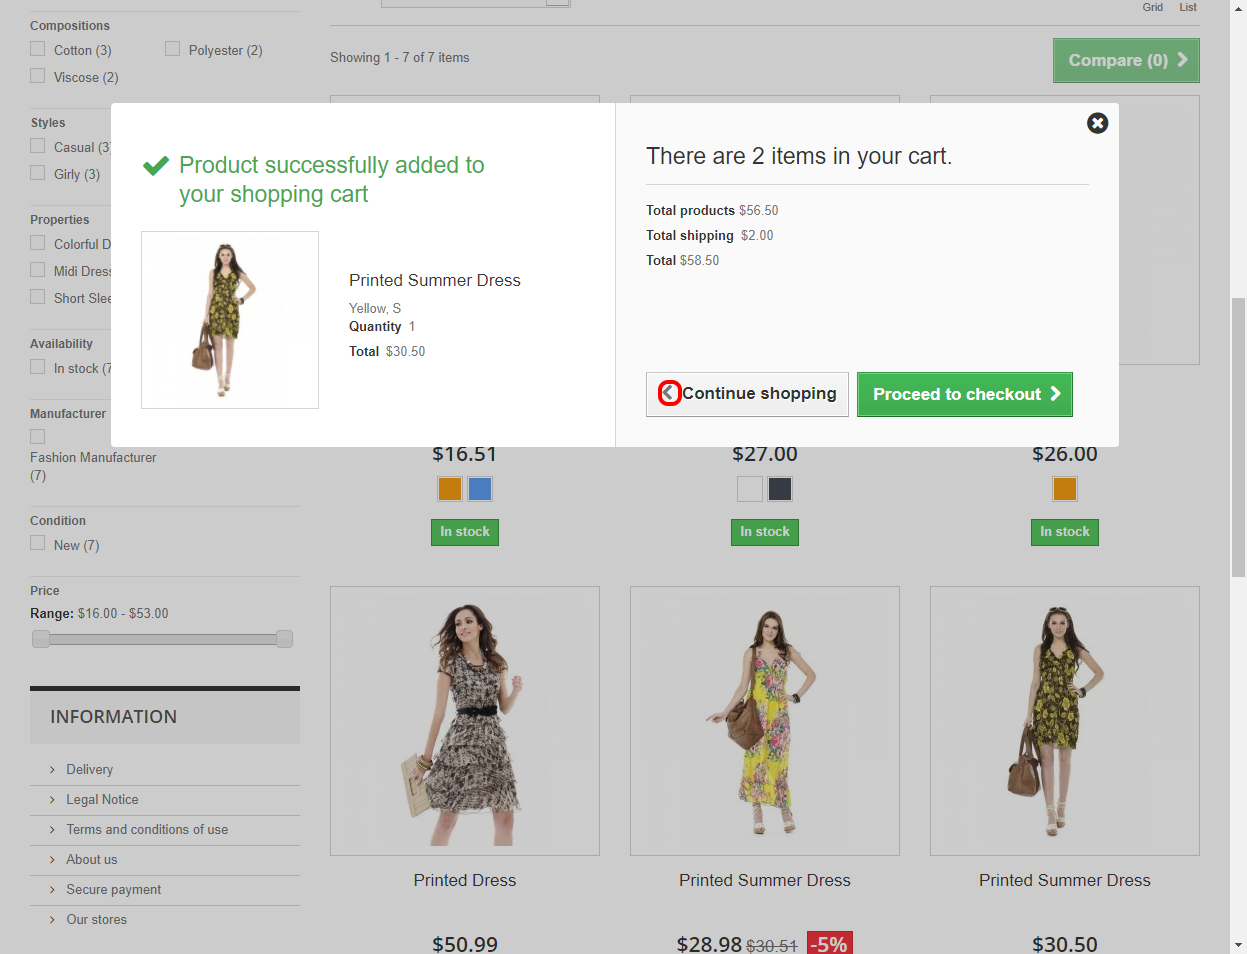 Grid List
Compositions
Cotton (3) Polyester (2)
Viscose (2)
Showing 1 - 7 of 7 items
Compare (0)
Styles
Casual (3)
Girly (3)
Properties
Colorful D
Midi Dress
Short Slee
Availability
In stock (7
Manufacturer
Fashion Manufacturer
(7)
Condition
New (7)
Price
Range: $16.00 - $53.00
INFORMATION
Delivery
Legal Notice
Terms and conditions of use
About us
Secure payment
Our stores
Product successfully added to
your shopping cart
Printed Summer Dress
Yellow, S
Quantity 1
Total $30.50
There are 2 items in your cart.
Total products $56.50
Total shipping $2.00
Total $58.50
Continue shopping
Proceed to checkout
$16.51 $27.00 $26.00
In stock In stock In stock
Printed Dress Printed Summer Dress Printed Summer Dress
$50.99 $28.98 $30.51 -5% $30.50